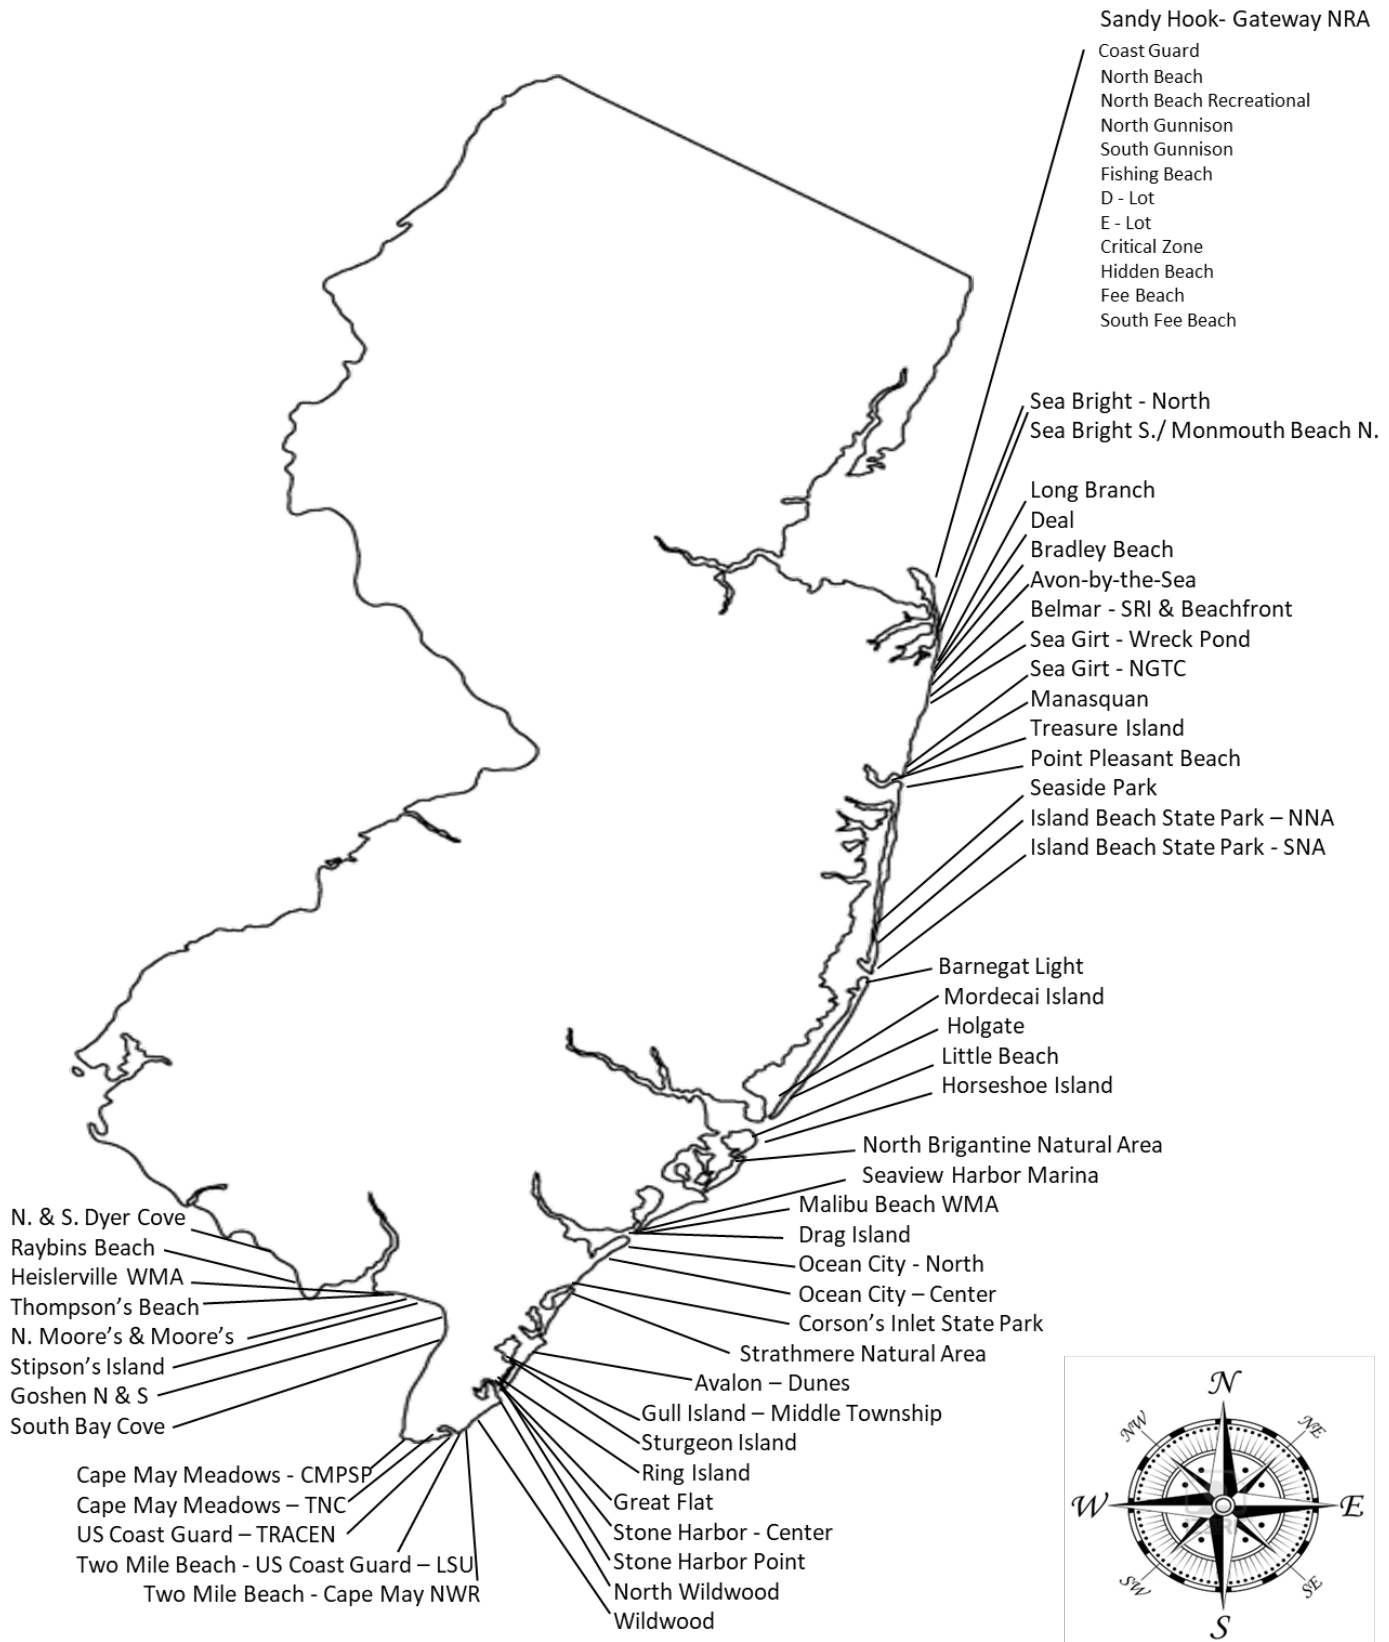 Sandy Hook- Gateway NRA
Coast Guard
North Beach
North Beach Recreational
North Gunnison
South Gunnison
Fishing Beach
D - Lot
E - Lot
Critical Zone
Hidden Beach
Fee Beach
South Fee Beach
Sea Bright - North
Sea Bright S./ Monmouth Beach N.
Long Branch
Deal
Bradley Beach
Avon-by-the-Sea
Belmar - SRI & Beachfront
Sea Girt - Wreck Pond
Sea Girt - NGTC
Manasquan
Treasure Island
Point Pleasant Beach
Seaside Park
Island Beach State Park – NNA
Island Beach State Park - SNA
Barnegat Light
Mordecai Island
Holgate
Little Beach
Horseshoe Island
North Brigantine Natural Area
Seaview Harbor Marina
Malibu Beach WMA
Drag Island
Ocean City - North
Ocean City – Center
Corson's Inlet State Park
Strathmere Natural Area
Avalon – Dunes
Gull Island – Middle Township
Sturgeon Island
Ring Island
Great Flat
Stone Harbor - Center
Stone Harbor Point
North Wildwood
Wildwood
N. & S. Dyer Cove
Raybins Beach
Heislerville WMA
Thompson's Beach
N. Moore's & Moore's
Stipson's Island
Goshen N & S
South Bay Cove
Cape May Meadows - CMPSP
Cape May Meadows – TNC
US Coast Guard – TRACEN
Two Mile Beach - US Coast Guard – LSU
Two Mile Beach - Cape May NWR
N
NW
NE
W
E
SW
SE
S